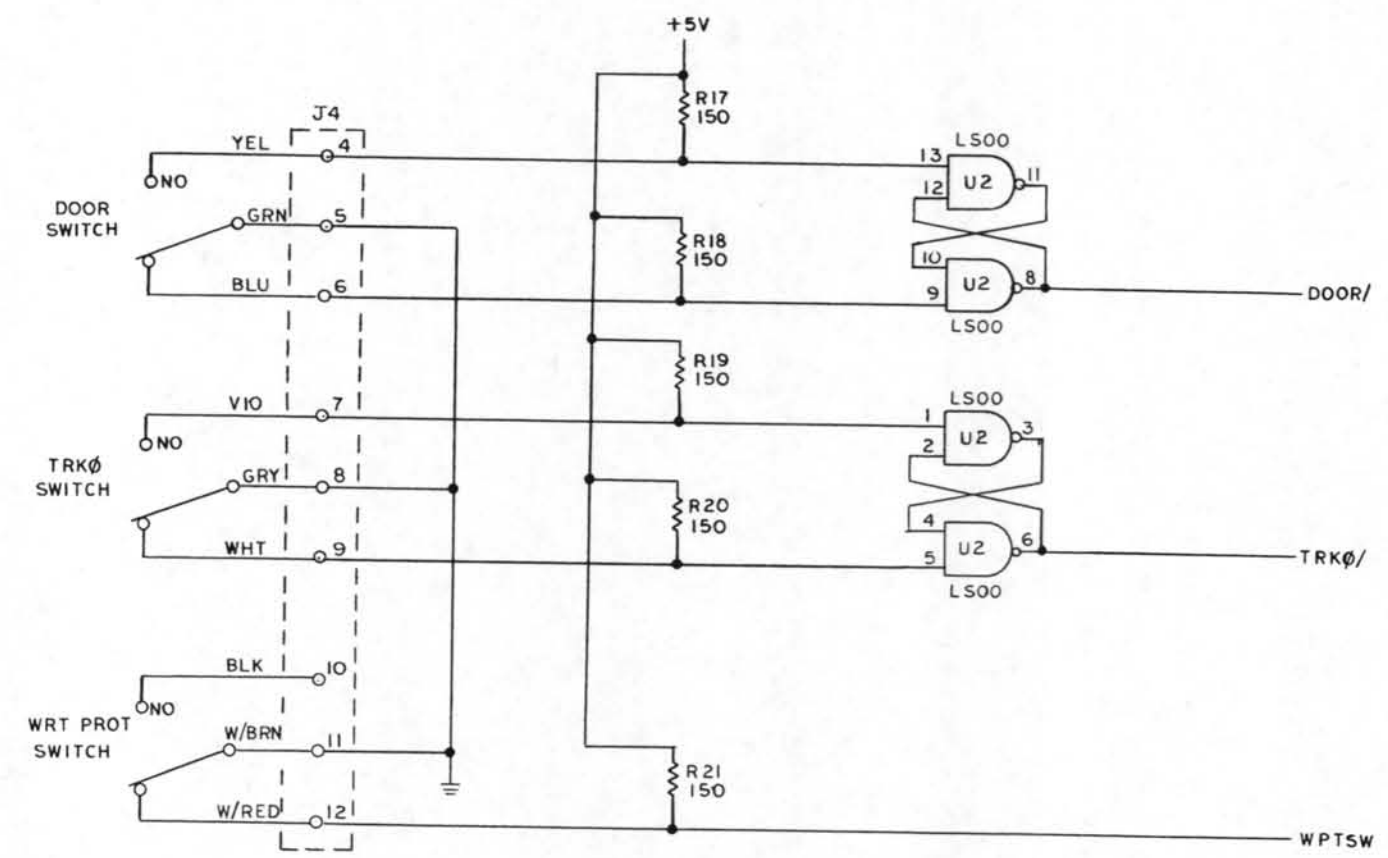 +5V
R17
150
J4
YEL
4
NO
LS00
13
12
U2
11
DOOR
SWITCH
GRN
5
R18
150
BLU
6
10
9
U2
8
LS00
DOOR/
R19
150
VIO
7
NO
LS00
1
2
U2
3
TRKØ
SWITCH
GRY
8
R20
150
WHT
9
4
5
U2
6
LS00
TRKØ/
BLK
10
NO
WRT PROT
SWITCH
W/BRN
11
R21
150
W/RED
12
WPTSW